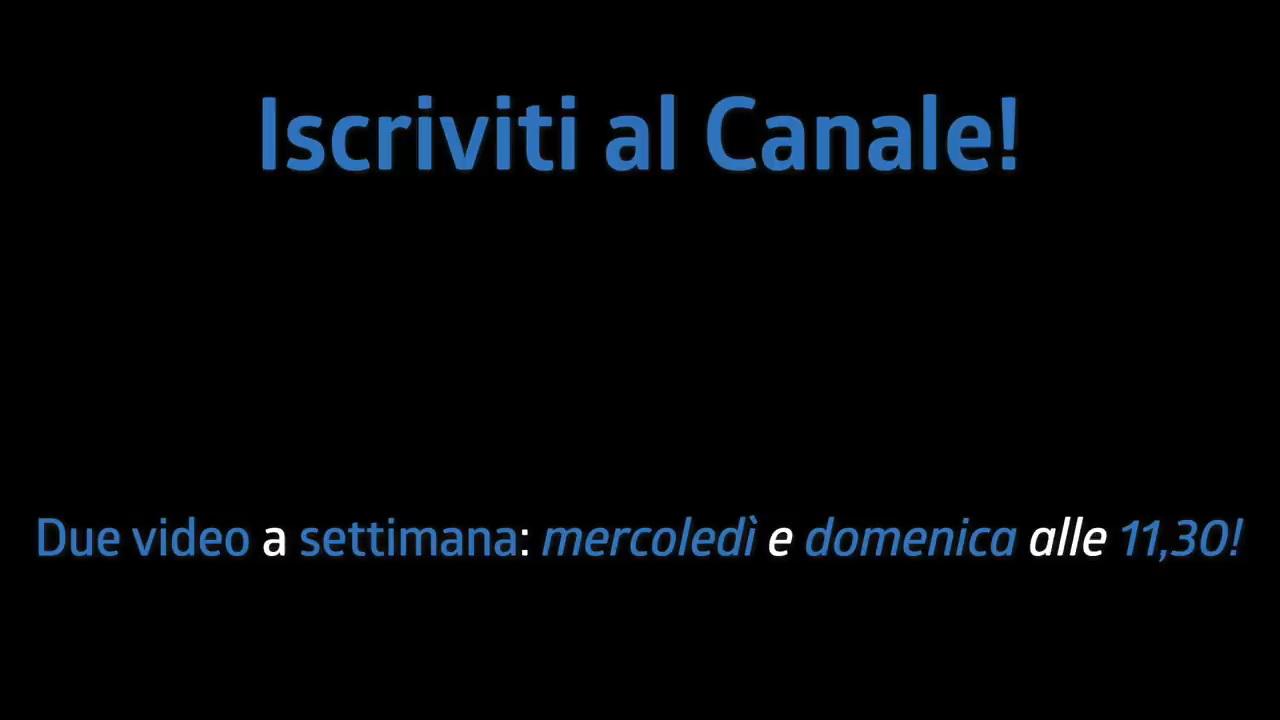 Iscriviti al Canale!
Due video a settimana: mercoledì e domenica alle 11,30!